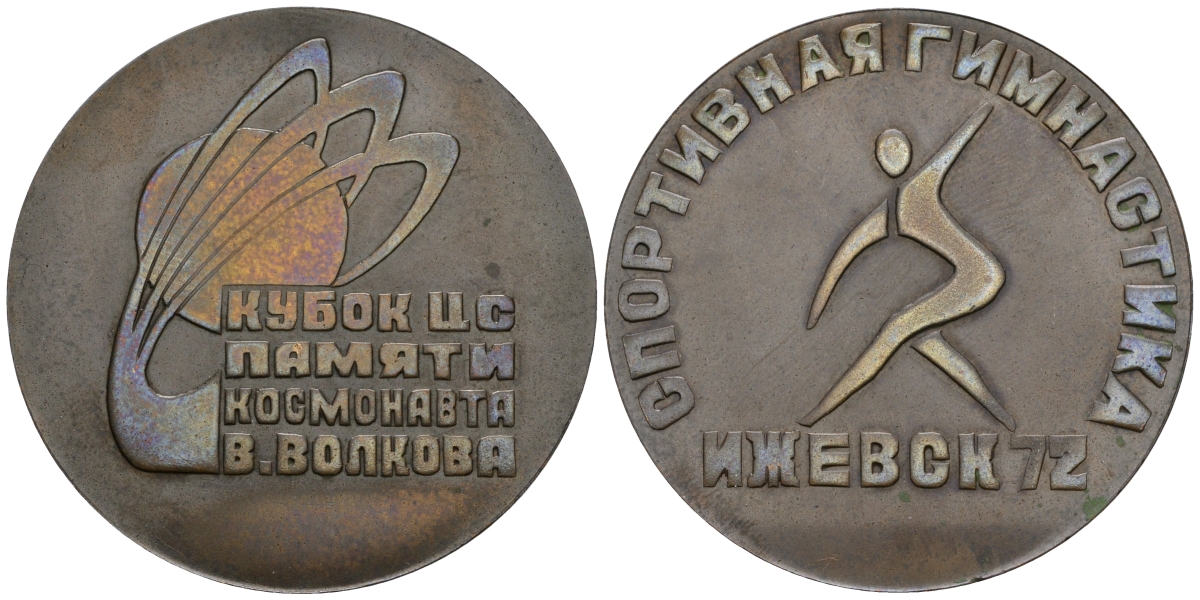 КУБОК ЦС
ПАМЯТИ
КОСМОНАВТА
В. ВОЛКОВА
СПОРТИВНАЯ ГИМНАСТИКА
ИЖЕВСК 72